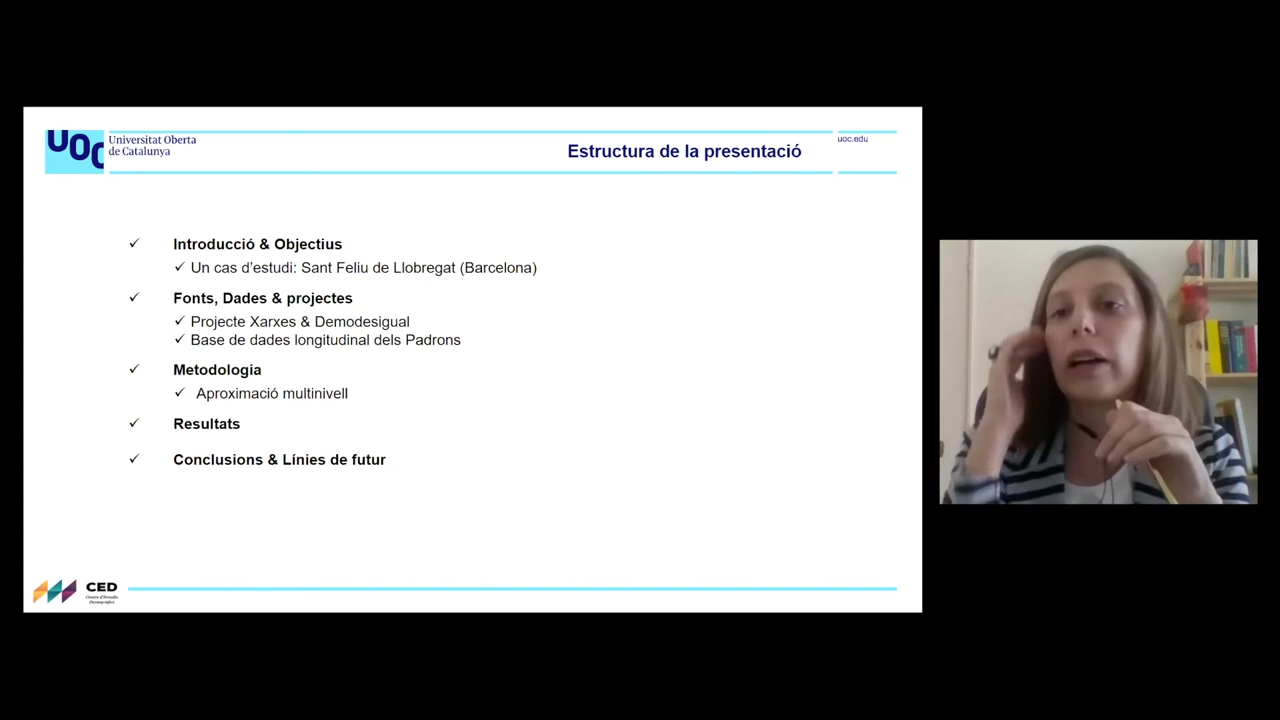 UOC
Universitat Oberta
de Catalunya
Estructura de la presentació
uoc.edu
Introducció & Objectius
Un cas d'estudi: Sant Feliu de Llobregat (Barcelona)
Fonts, Dades & projectes
Projecte Xarxes & Demodesigual
Base de dades longitudinal dels Padrons
Metodologia
Aproximació multinivell
Resultats
Conclusions & Línies de futur
CED